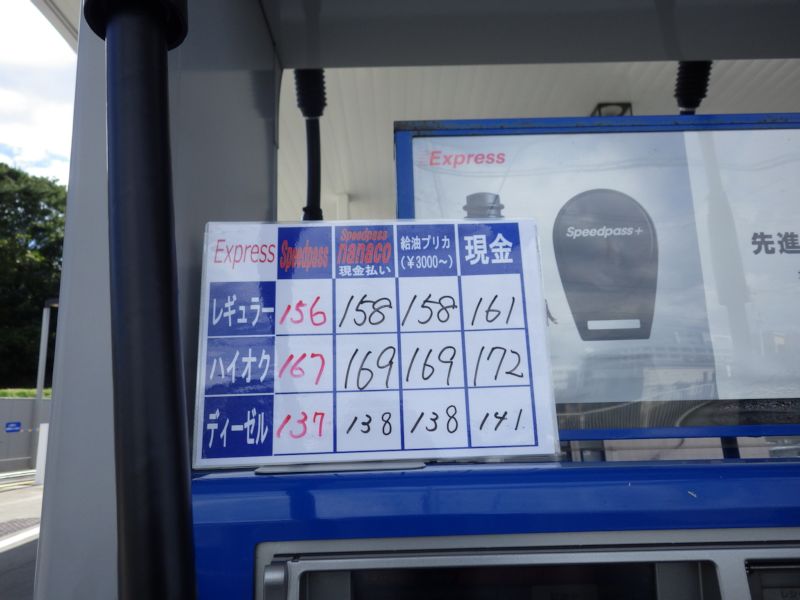 Express
Speedpass+
先進
Express Speedpass Speedpass nanaco 現金払い 給油プリカ (¥3000〜) 現金
レギュラー 156 158 158 161
ハイオク 167 169 169 172
ディーゼル 137 138 138 141